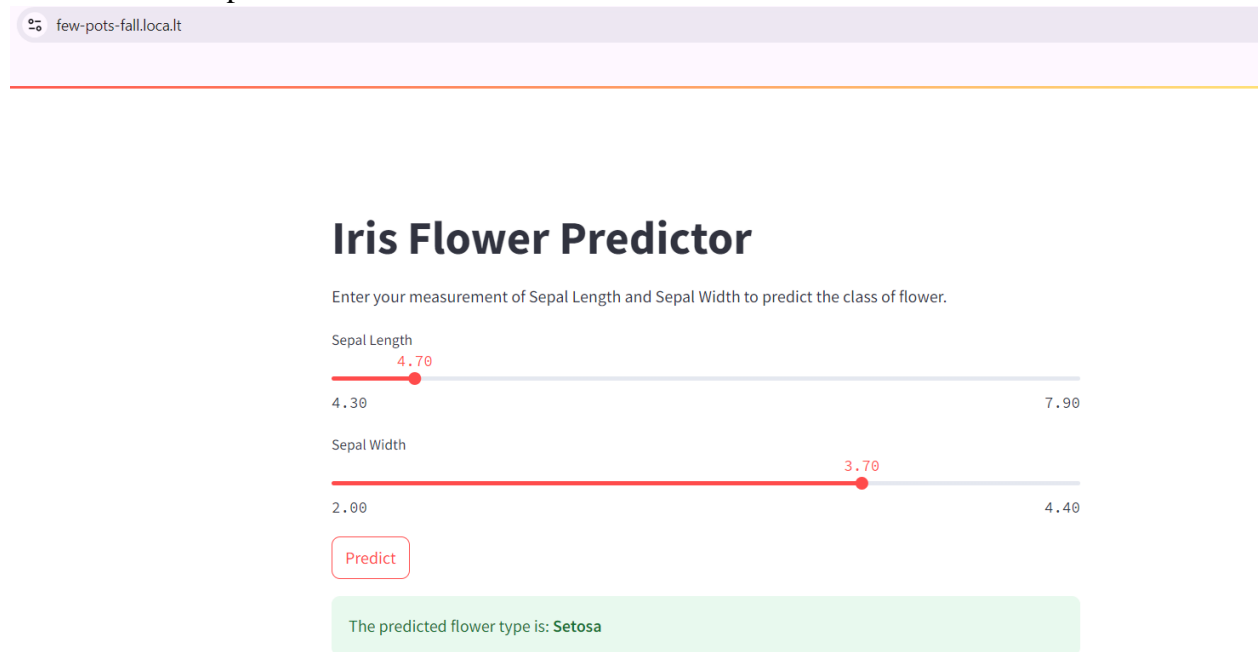 few-pots-fall.loca.lt
Iris Flower Predictor
Enter your measurement of Sepal Length and Sepal Width to predict the class of flower.
Sepal Length
4.70
4.30 7.90
Sepal Width
3.70
2.00 4.40
Predict
The predicted flower type is: Setosa